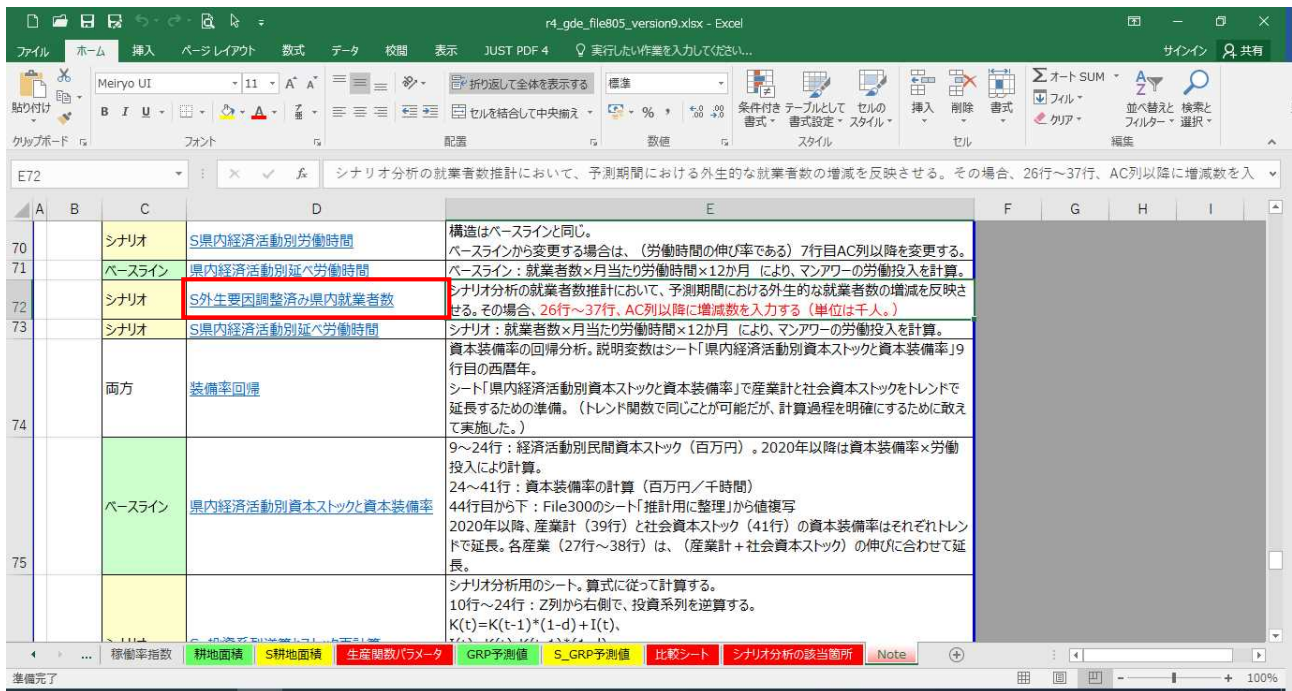 r4_gde_file805_version9.xlsx - Excel
ファイル ホーム 挿入 ページ レイアウト 数式 データ 校閲 表示 JUST PDF 4 実行したい作業を入力してください... サインイン 共有
貼り付け
Meiryo UI 11 A A 折り返して全体を表示する 標準
B I U A セルを結合して中央揃え % , .0 .00 .00 .0
条件付き書式 テーブルとして書式設定 セルのスタイル 挿入 削除 書式
Σ オート SUM フィル クリア 並べ替えとフィルター 検索と選択
クリップボード フォント 配置 数値 スタイル セル 編集
E72 fx シナリオ分析の就業者数推計において、予測期間における外生的な就業者数の増減を反映させる。その場合、26行~37行、AC列以降に増減数を入
A B C D E F G H I
70 シナリオ S県内経済活動別労働時間 構造はベースラインと同じ。
ベースラインから変更する場合は、(労働時間の伸び率である)7行目AC列以降を変更する。
71 ベースライン 県内経済活動別延べ労働時間 ベースライン:就業者数×月当たり労働時間×12か月 により、マンアワーの労働投入を計算。
72 シナリオ S外生要因調整済み県内就業者数 シナリオ分析の就業者数推計において、予測期間における外生的な就業者数の増減を反映さ
せる。その場合、26行~37行、AC列以降に増減数を入力する(単位は千人。)
73 シナリオ S県内経済活動別延べ労働時間 シナリオ:就業者数×月当たり労働時間×12か月 により、マンアワーの労働投入を計算。
74 両方 装備率回帰 資本装備率の回帰分析。説明変数はシート「県内経済活動別資本ストックと資本装備率」9
行目の西暦年。
シート「県内経済活動別資本ストックと資本装備率」で産業計と社会資本ストックをトレンドで
延長するための準備。(トレンド関数で同じことが可能だが、計算過程を明確にするために敢え
て実施した。)
75 ベースライン 県内経済活動別資本ストックと資本装備率 9~24行:経済活動別民間資本ストック(百万円)。2020年以降は資本装備率×労働
投入により計算。
24~41行:資本装備率の計算(百万円/千時間)
44行目から下:File300のシート「推計用に整理」から値複写
2020年以降、産業計(39行)と社会資本ストック(41行)の資本装備率はそれぞれトレン
ドで延長。各産業(27行~38行)は、(産業計+社会資本ストック)の伸びに合わせて延
長。
シナリオ分析用のシート。算式に従って計算する。
10行~24行:Z列から右側で、投資系列を逆算する。
K(t)=K(t-1)*(1-d)+I(t)、
... 稼働率指数 耕地面積 S耕地面積 生産関数パラメータ GRP予測値 S_GRP予測値 比較シート シナリオ分析の該当箇所 Note
準備完了 100%